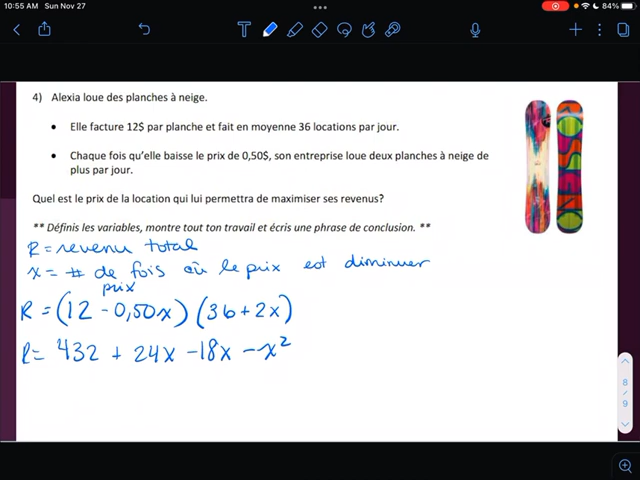 10:55 AM Sun Nov 27
84%
4) Alexia loue des planches à neige.
• Elle facture 12$ par planche et fait en moyenne 36 locations par jour.
• Chaque fois qu'elle baisse le prix de 0,50$, son entreprise loue deux planches à neige de
plus par jour.
Quel est le prix de la location qui lui permettra de maximiser ses revenus?
** Définis les variables, montre tout ton travail et écris une phrase de conclusion. **
R = revenu total
x = # de fois où le prix est diminuer
prix
R = (12 - 0,50x) (36 + 2x)
R = 432 + 24x - 18x - x²
8
/
9